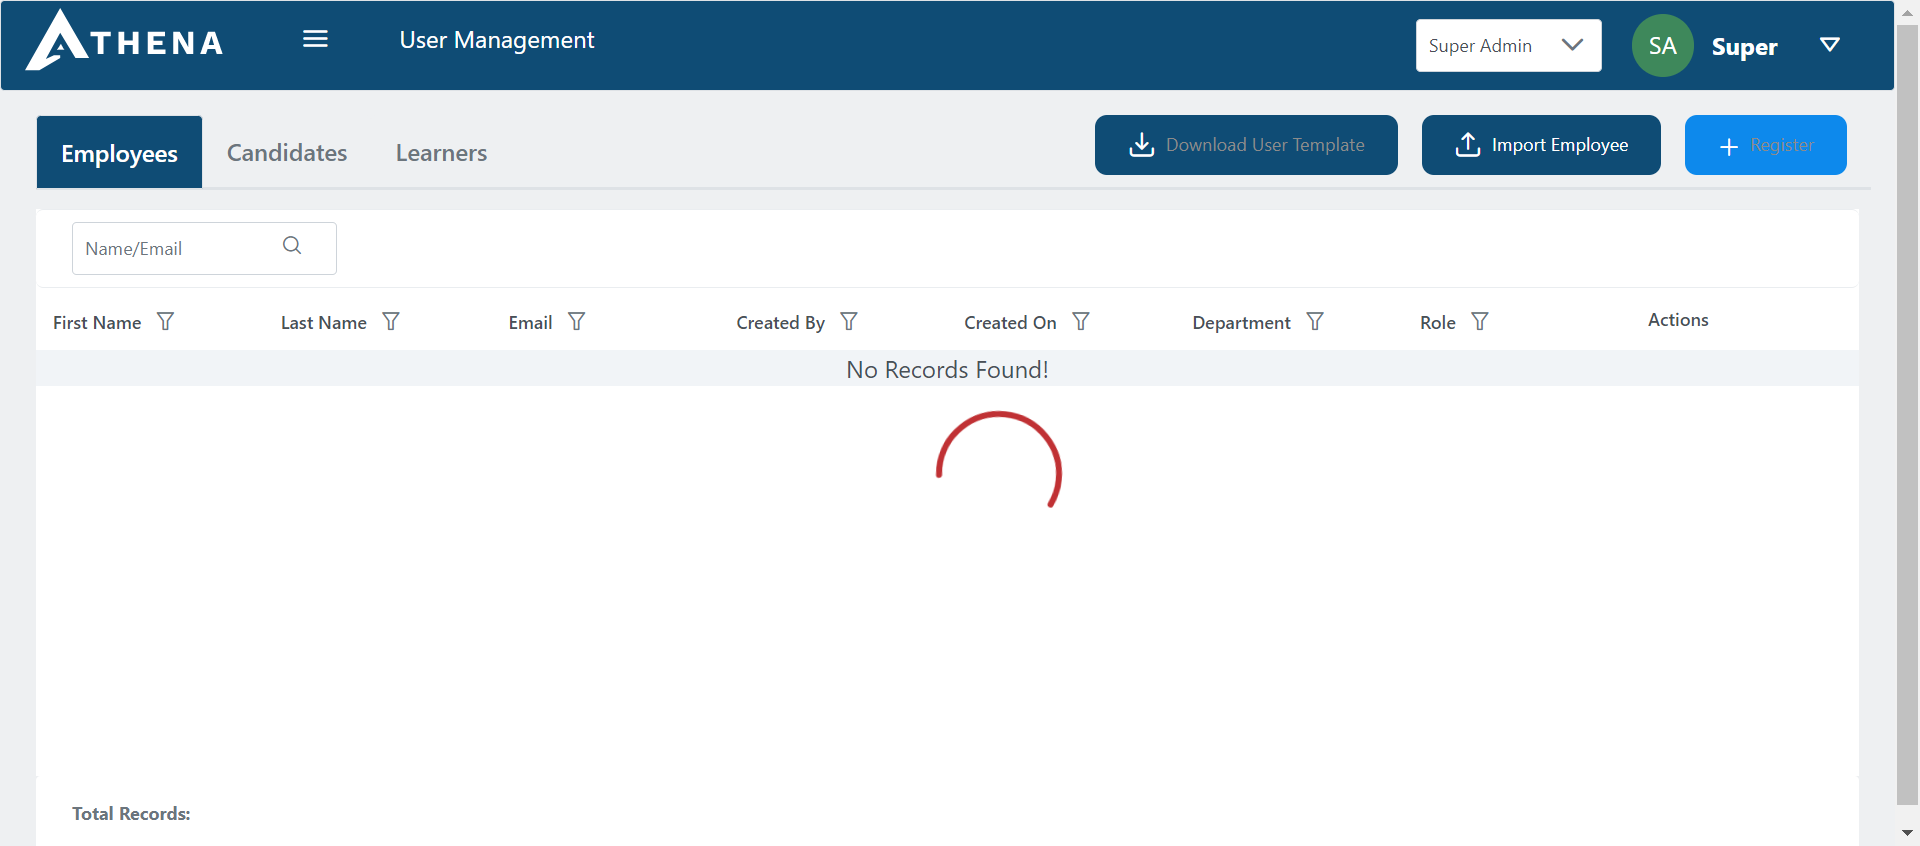 ATHENA
User Management
Super Admin
SA
Super
Employees
Candidates
Learners
Download User Template
Import Employee
Register
Name/Email
First Name
Last Name
Email
Created By
Created On
Department
Role
Actions
No Records Found!
Total Records: